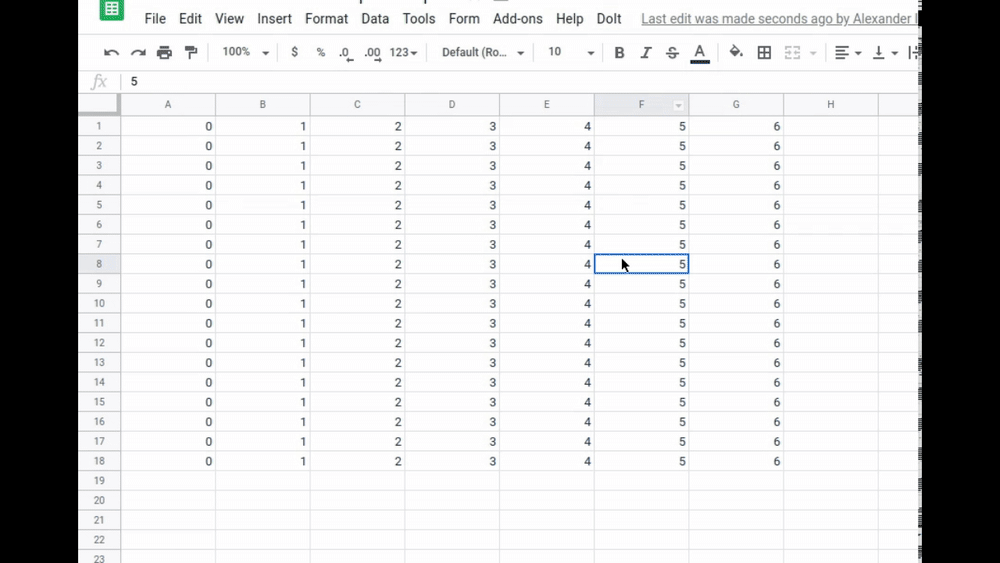 File Edit View Insert Format Data Tools Form Add-ons Help DoIt Last edit was made seconds ago by Alexander
100% $ % .0 .00 123 Default (Ro... 10 B I S A
fx 5
A B C D E F G H
1 0 1 2 3 4 5 6
2 0 1 2 3 4 5 6
3 0 1 2 3 4 5 6
4 0 1 2 3 4 5 6
5 0 1 2 3 4 5 6
6 0 1 2 3 4 5 6
7 0 1 2 3 4 5 6
8 0 1 2 3 4 5 6
9 0 1 2 3 4 5 6
10 0 1 2 3 4 5 6
11 0 1 2 3 4 5 6
12 0 1 2 3 4 5 6
13 0 1 2 3 4 5 6
14 0 1 2 3 4 5 6
15 0 1 2 3 4 5 6
16 0 1 2 3 4 5 6
17 0 1 2 3 4 5 6
18 0 1 2 3 4 5 6
19
20
21
22
23